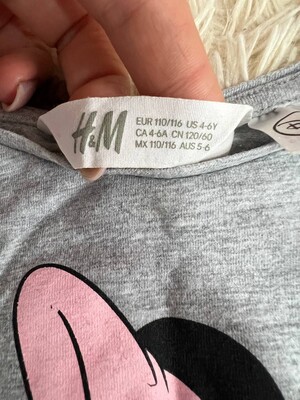 H&M
EUR 110/116 US 4-6Y
CA 4-6A CN 120/60
MX 110/116 AUS 5-6